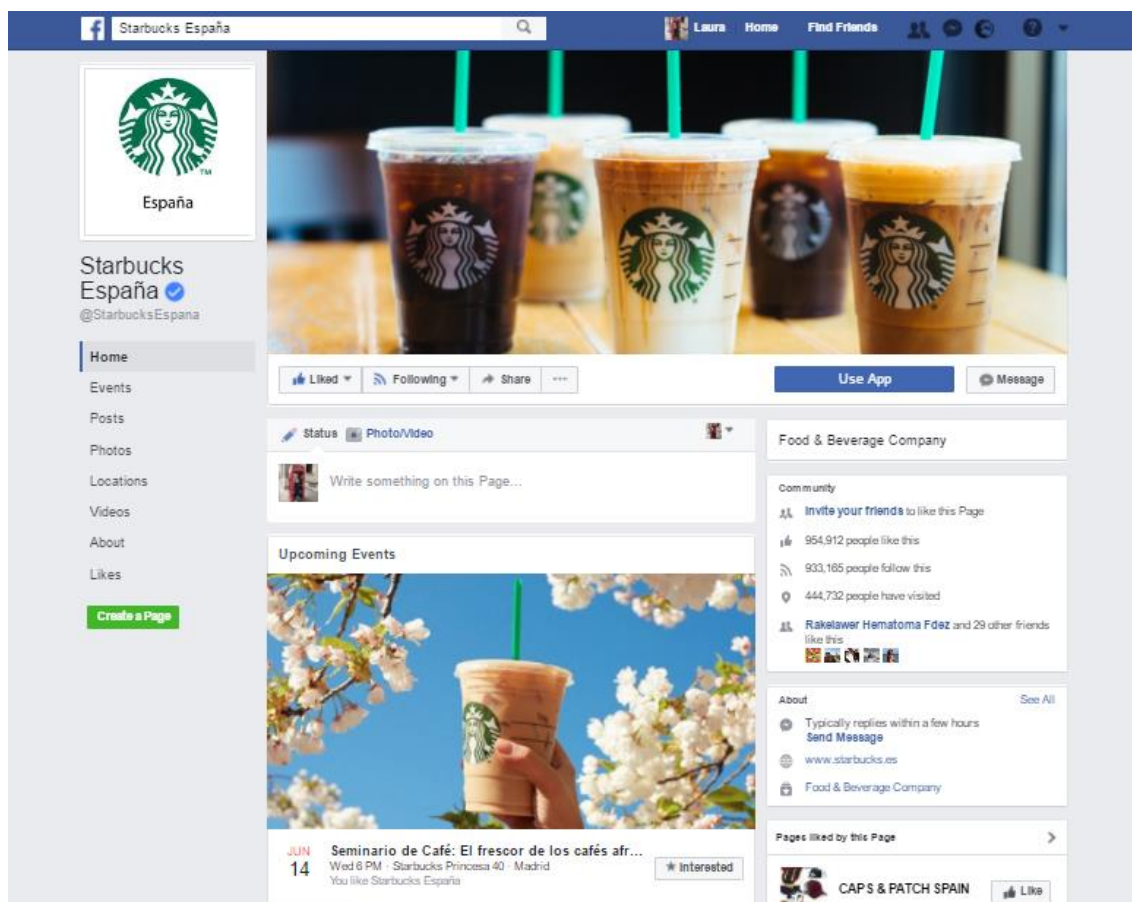 Starbucks España
Laura Home Find Friends
España
TM
Starbucks
España
@StarbucksEspana
Home
Events
Posts
Photos
Locations
Videos
About
Likes
Create a Page
Liked Following Share
Use App Message
Status Photo/Video
Write something on this Page...
Upcoming Events
JUN
14
Seminario de Café: El frescor de los cafés afr...
Wed 6 PM · Starbucks Princesa 40 · Madrid
You like Starbucks España
Interested
Food & Beverage Company
Community
Invite your friends to like this Page
954,912 people like this
933,165 people follow this
444,732 people have visited
Rakelawer Hematoma Fdez and 29 other friends
like this
About See All
Typically replies within a few hours
Send Message
www.starbucks.es
Food & Beverage Company
Pages liked by this Page
CAPS & PATCH SPAIN Like